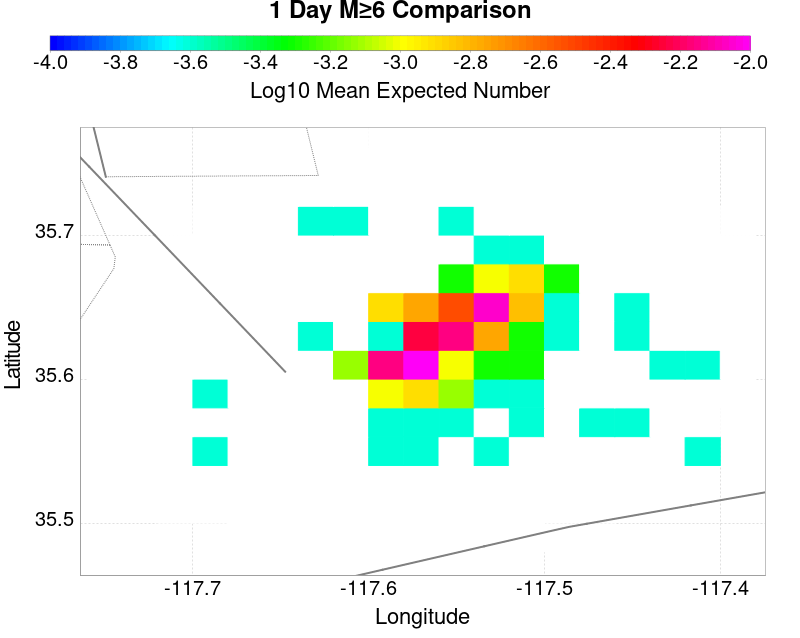 1 Day M≥6 Comparison
-4.0 -3.8 -3.6 -3.4 -3.2 -3.0 -2.8 -2.6 -2.4 -2.2 -2.0
Log10 Mean Expected Number
35.7
35.6
35.5
Latitude
-117.7 -117.6 -117.5 -117.4
Longitude